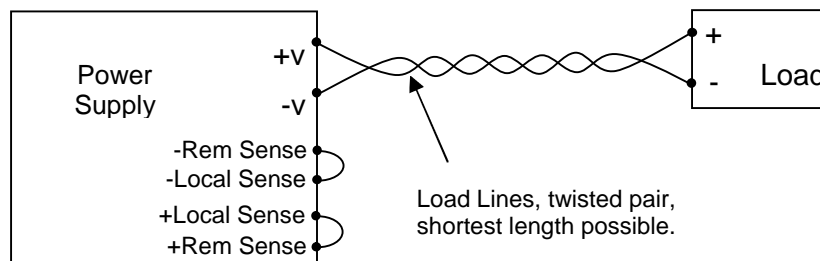 Power
Supply
+v
-v
-Rem Sense
-Local Sense
+Local Sense
+Rem Sense
+
-
Load
Load Lines, twisted pair,
shortest length possible.